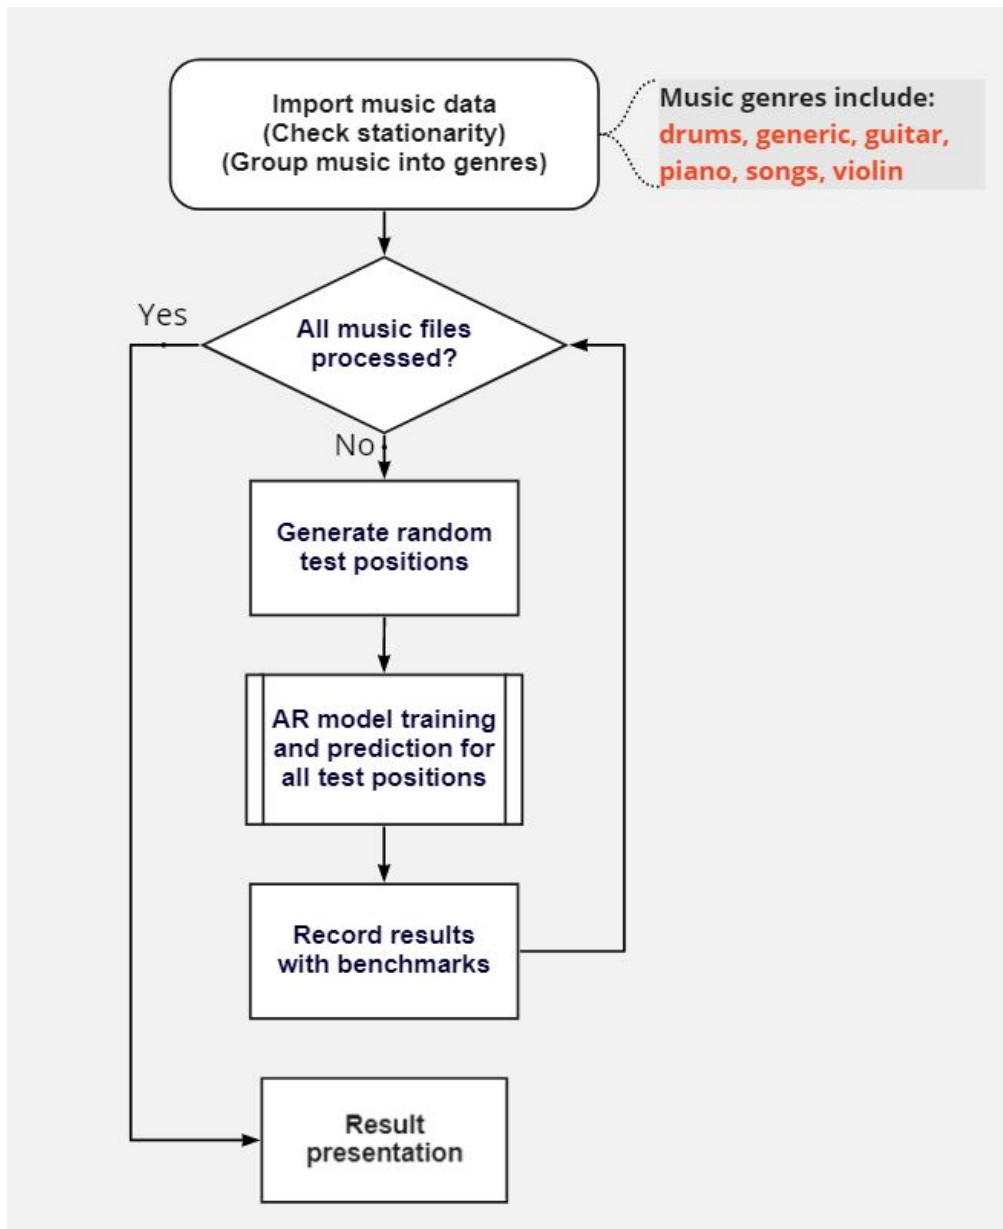 Import music data
(Check stationarity)
(Group music into genres)
Music genres include:
drums, generic, guitar,
piano, songs, violin
Yes
All music files
processed?
No
Generate random
test positions
AR model training
and prediction for
all test positions
Record results
with benchmarks
Result
presentation